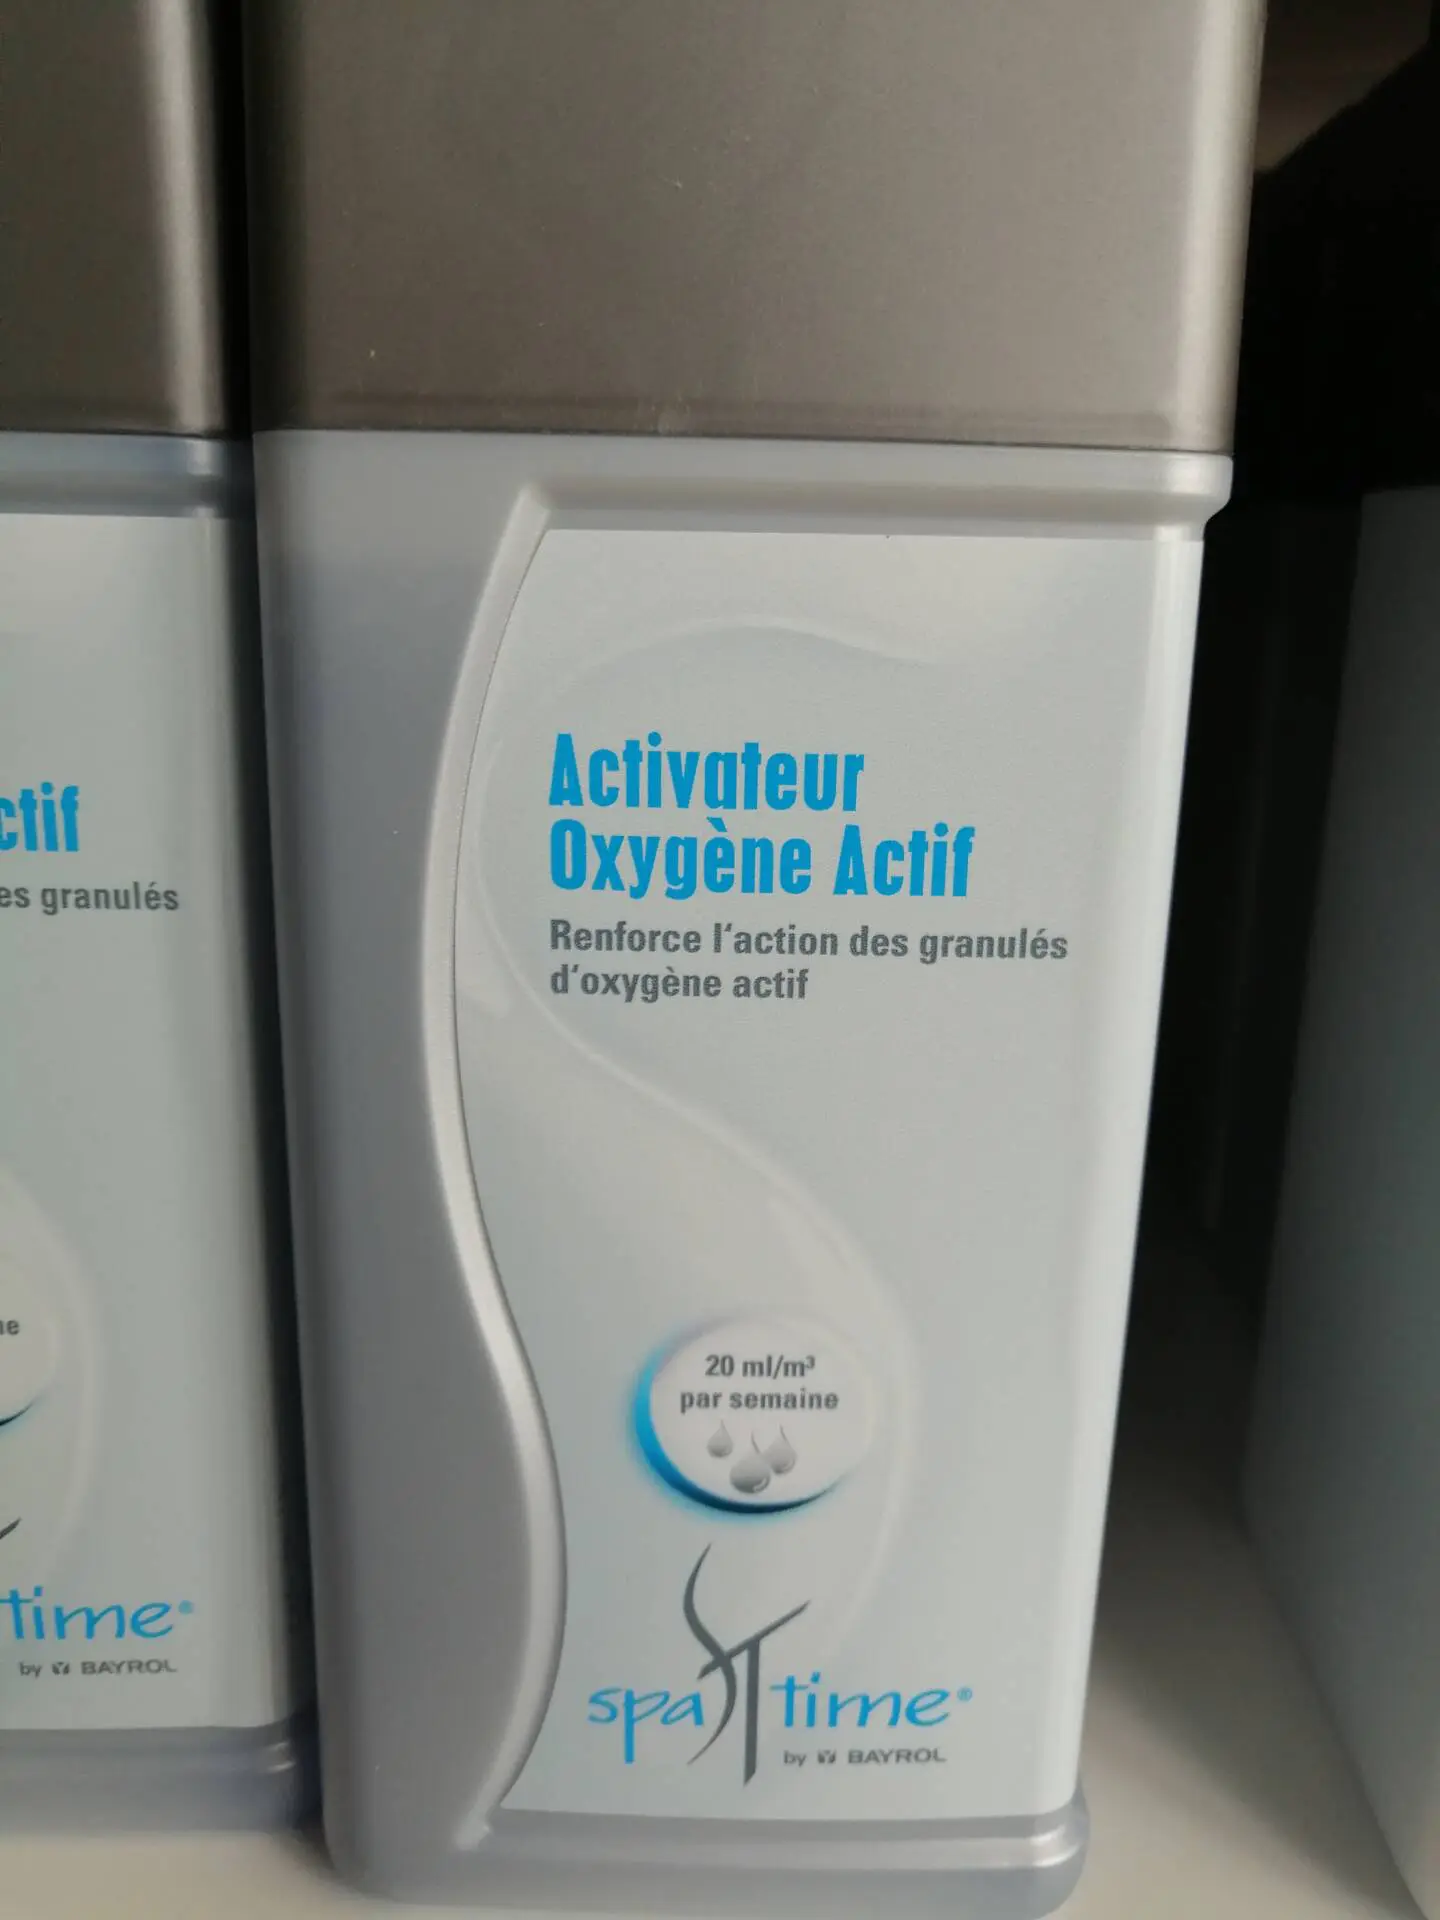 Activateur
Oxygène Actif
Renforce l'action des granulés
d'oxygène actif
20 ml/m³
par semaine
spa time®
by BAYROL
ctif
es granulés
ne
time®
by BAYROL